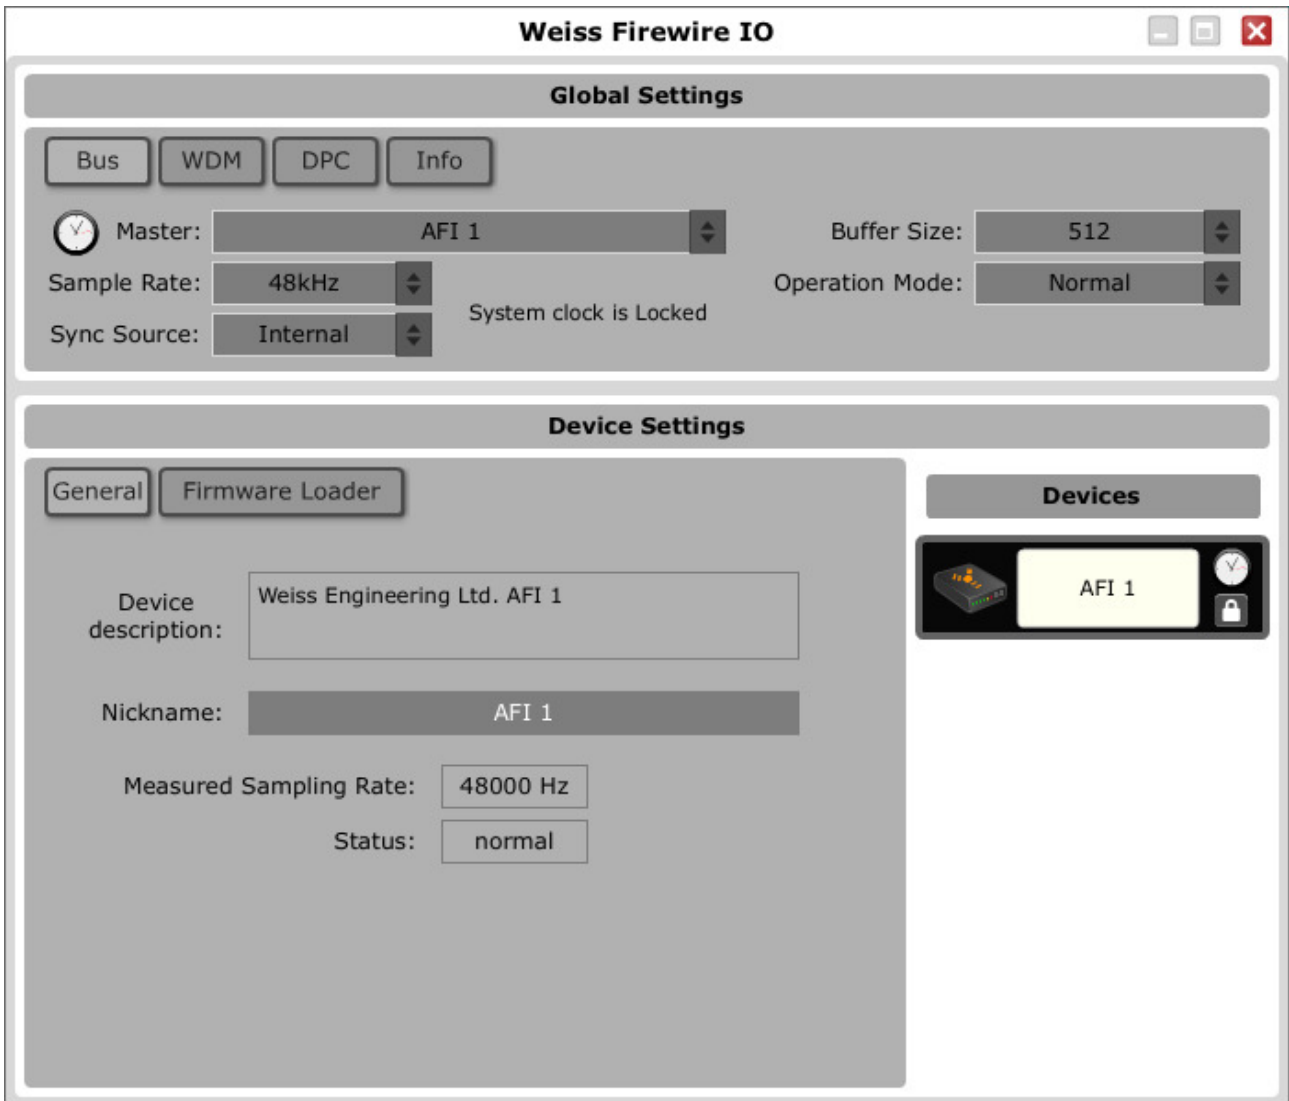 Weiss Firewire IO
Global Settings
Bus WDM DPC Info
Master: AFI 1 Buffer Size: 512
Sample Rate: 48kHz Operation Mode: Normal
System clock is Locked
Sync Source: Internal
Device Settings
General Firmware Loader
Devices
AFI 1
Device
description:
Weiss Engineering Ltd. AFI 1
Nickname: AFI 1
Measured Sampling Rate: 48000 Hz
Status: normal